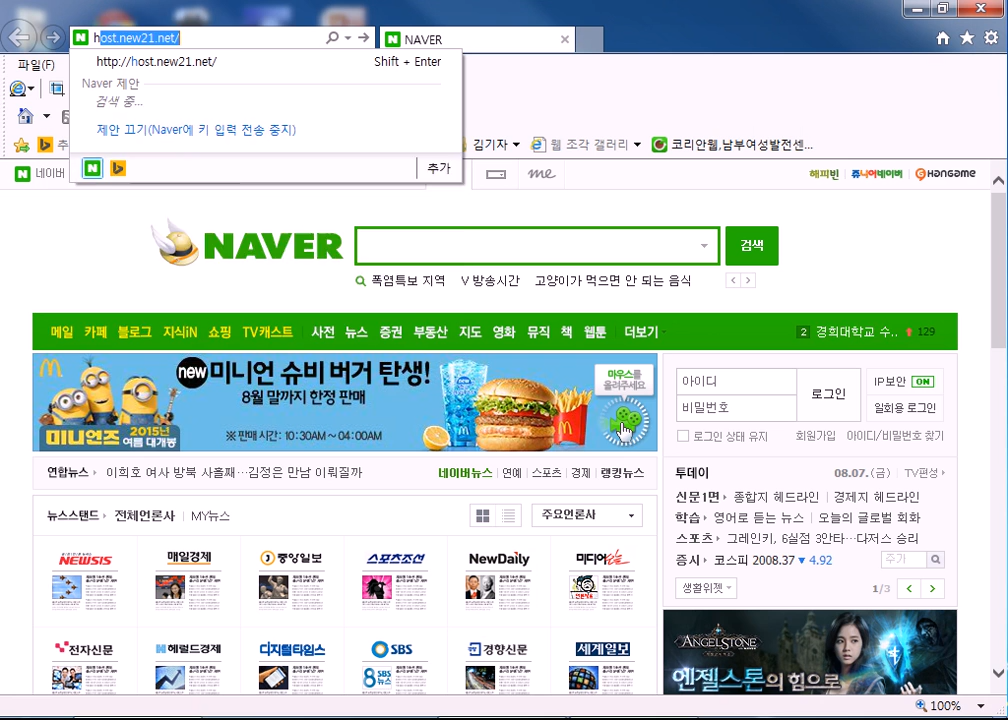 host.new21.net/
NAVER
http://host.new21.net/ Shift + Enter
Naver 제안
검색 중...
제안 끄기(Naver에 키 입력 전송 중지)
추가
파일(F)
김기자
웹 조각 갤러리
코리안웹,남부여성발전센...
네이버
me
해피빈 쥬니어네이버 Hangame
NAVER
검색
폭염특보 지역 V 방송시간 고양이가 먹으면 안 되는 음식
메일 카페 블로그 지식iN 쇼핑 TV캐스트 사전 뉴스 증권 부동산 지도 영화 뮤직 책 웹툰 더보기
2 경희대학교 수.. 129
new 미니언 슈비 버거 탄생!
8월 말까지 한정 판매
※ 판매 시간: 10:30AM ~ 04:00AM
미니언즈 2015년 여름 대개봉
마우스를
올려주세요
아이디
비밀번호
로그인
IP보안 ON
일회용 로그인
로그인 상태 유지 회원가입 아이디/비밀번호 찾기
연합뉴스 이희호 여사 방북 사흘째…김정은 만남 이뤄질까
네이버뉴스 연예 스포츠 경제 랭킹뉴스
투데이 08.07.(금) TV편성
신문1면 종합지 헤드라인 경제지 헤드라인
학습 영어로 듣는 뉴스 오늘의 글로벌 회화
스포츠 그레인키, 6실점 3안타…다저스 승리
증시 코스피 2008.37 ▼ 4.92 주가
생활위젯 1/3
뉴스스탠드 전체언론사 MY뉴스
주요언론사
NEWSIS 매일경제 중앙일보 스포츠조선 NewDaily 미디어오늘
전자신문 헤럴드경제 디지털타임스 SBS 경향신문 세계일보
SBS
8뉴스
ANGELSTONE
엔젤스톤의 힘으로
100%